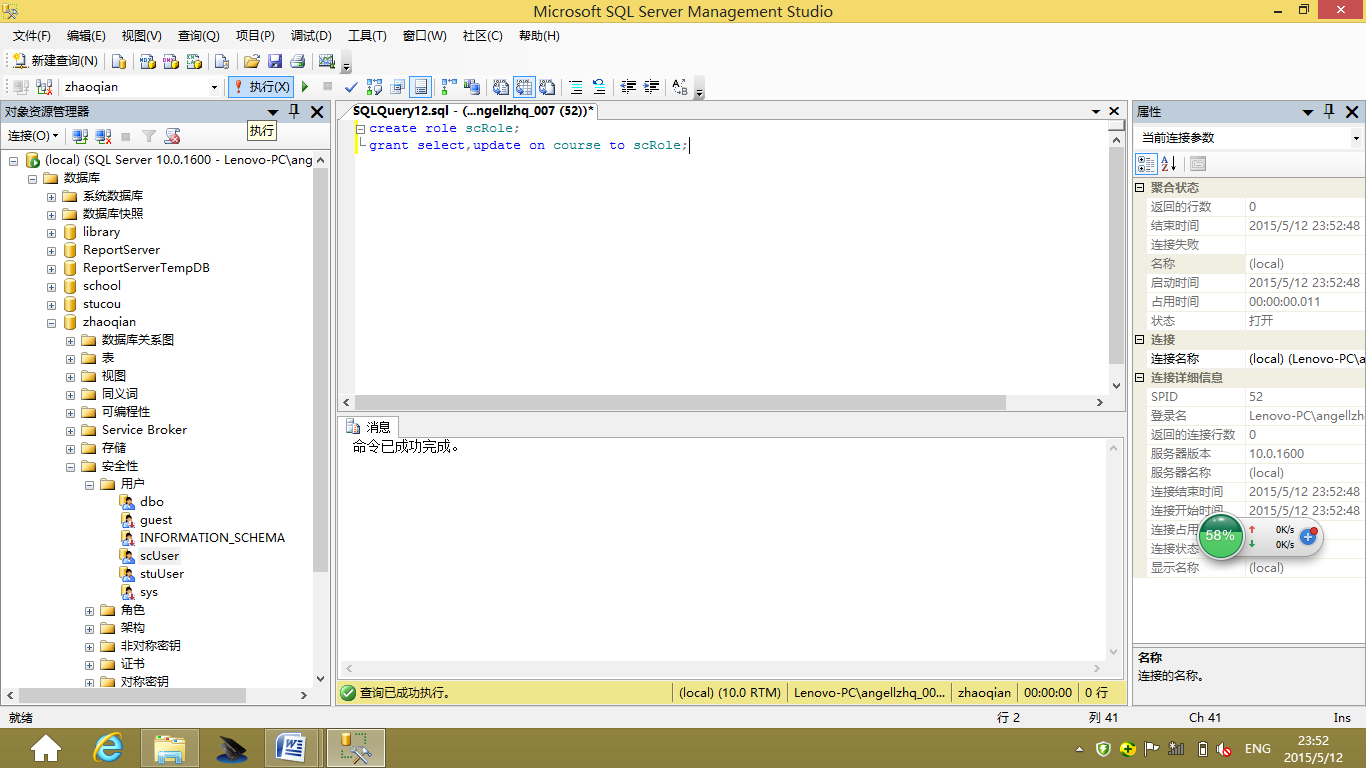 Microsoft SQL Server Management Studio
文件(F) 编辑(E) 视图(V) 查询(Q) 项目(P) 调试(D) 工具(T) 窗口(W) 社区(C) 帮助(H)
新建查询(N)
zhaoqian 执行(X)
对象资源管理器
连接(O)
执行
(local) (SQL Server 10.0.1600 - Lenovo-PC\ang
数据库
系统数据库
数据库快照
library
ReportServer
ReportServerTempDB
school
stucou
zhaoqian
数据库关系图
表
视图
同义词
可编程性
Service Broker
存储
安全性
用户
dbo
guest
INFORMATION_SCHEMA
scUser
stuUser
sys
角色
架构
非对称密钥
证书
对称密钥
SQLQuery12.sql - (...ngellzhq_007 (52))*
create role scRole;
grant select,update on course to scRole;
消息
命令已成功完成。
查询已成功执行。 (local) (10.0 RTM) Lenovo-PC\angellzhq_00... zhaoqian 00:00:00 0 行
属性
当前连接参数
聚合状态
返回的行数 0
结束时间 2015/5/12 23:52:48
连接失败
名称 (local)
启动时间 2015/5/12 23:52:48
占用时间 00:00:00.011
状态 打开
连接
连接名称 (local) (Lenovo-PC\a
连接详细信息
SPID 52
登录名 Lenovo-PC\angellzh
返回的连接行数 0
服务器版本 10.0.1600
服务器名称 (local)
连接结束时间 2015/5/12 23:52:48
连接开始时间 2015/5/12 23:52:48
连接占用
连接状态
显示名称 (local)
58% 0K/s
0K/s
名称
连接的名称。
就绪 行 2 列 41 Ch 41 Ins
ENG 23:52
2015/5/12